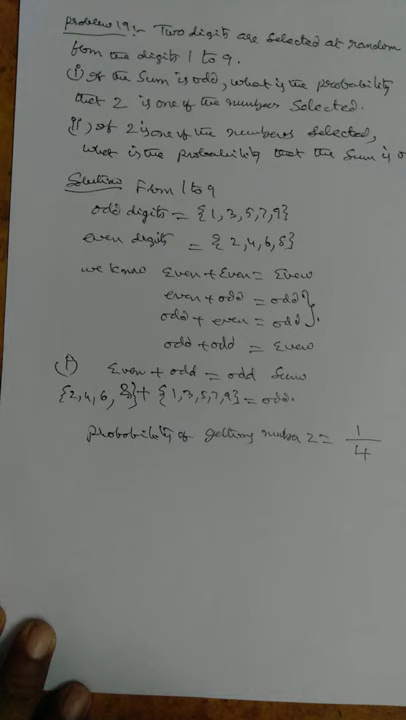 Problem 19:- Two digits are selected at random
from the digits 1 to 9.
(i) If the Sum is odd, what is the probability
that 2 is one of the numbers Selected.
(ii) If 2 is one of the numbers Selected,
what is the probability that the Sum is o
Solution: From 1 to 9
odd digits = {1, 3, 5, 7, 9}
even digits = {2, 4, 6, 8}
we know Even + Even = Even
even + odd = odd }
odd + even = odd }.
odd + odd = Even
(i) Even + odd = odd Sum
{2, 4, 6, 8} + {1, 3, 5, 7, 9} = odd.
Probability of getting number 2 = 1/4